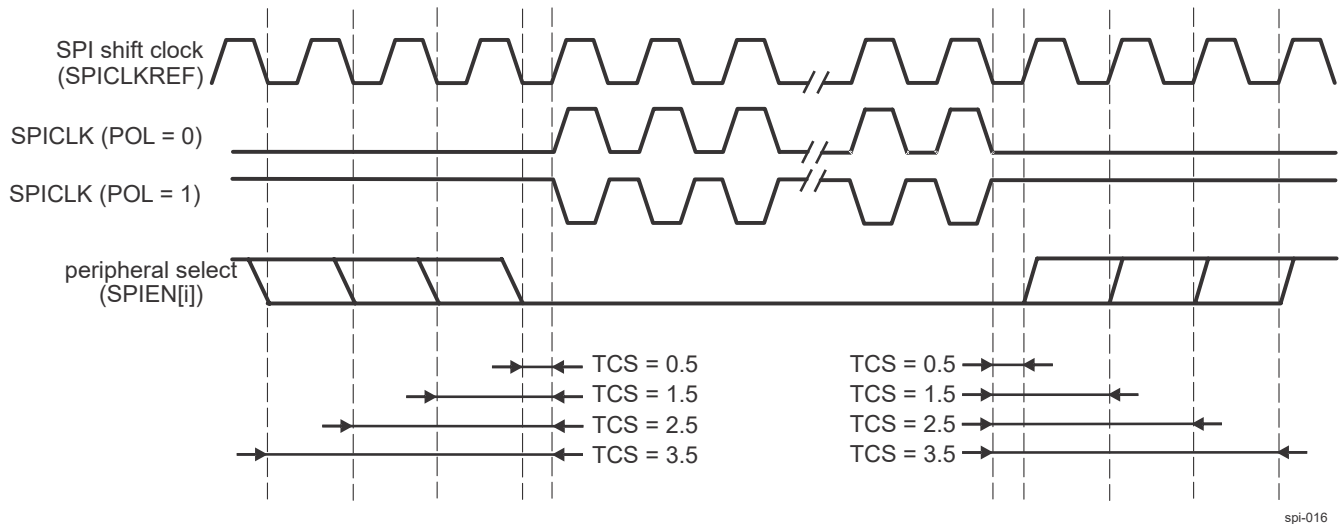 SPI shift clock
(SPICLKREF)
SPICLK (POL = 0)
SPICLK (POL = 1)
peripheral select
(SPIEN[i])
TCS = 0.5
TCS = 1.5
TCS = 2.5
TCS = 3.5
TCS = 0.5
TCS = 1.5
TCS = 2.5
TCS = 3.5
spi-016